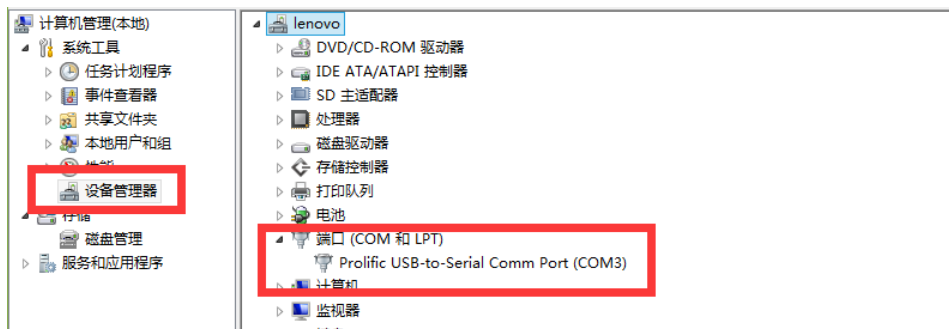 计算机管理(本地)
系统工具
任务计划程序
事件查看器
共享文件夹
本地用户和组
性能
设备管理器
存储
磁盘管理
服务和应用程序
lenovo
DVD/CD-ROM 驱动器
IDE ATA/ATAPI 控制器
SD 主适配器
处理器
磁盘驱动器
存储控制器
打印队列
电池
端口 (COM 和 LPT)
Prolific USB-to-Serial Comm Port (COM3)
计算机
监视器